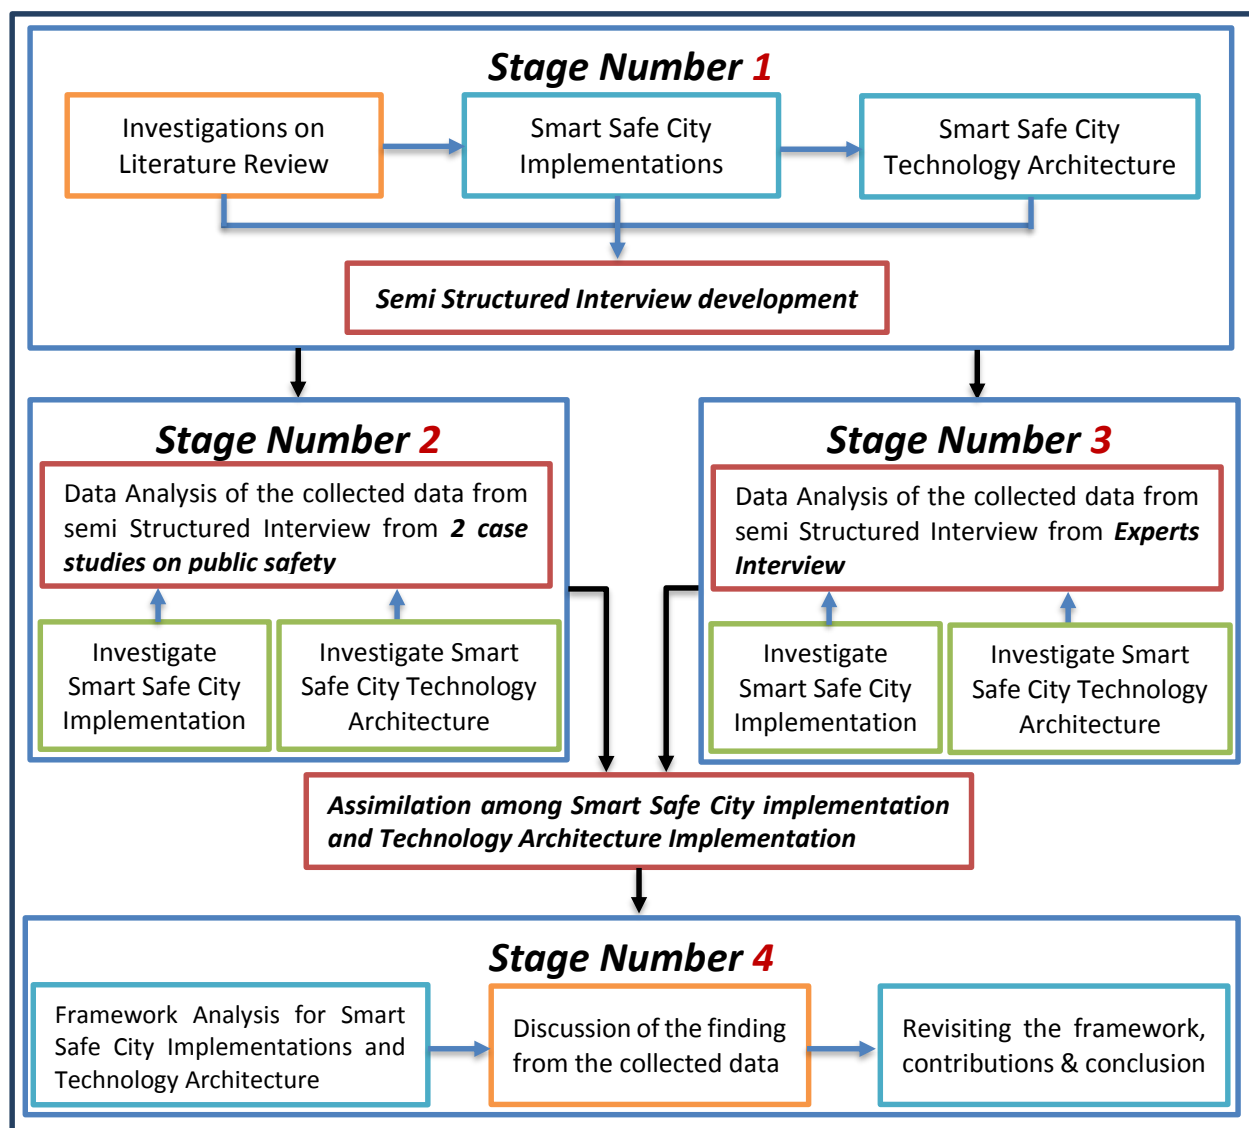 Stage Number 1
Investigations on
Literature Review
Smart Safe City
Implementations
Smart Safe City
Technology Architecture
Semi Structured Interview development
Stage Number 2
Data Analysis of the collected data from
semi Structured Interview from 2 case
studies on public safety
Investigate
Smart Safe City
Implementation
Investigate Smart
Safe City Technology
Architecture
Stage Number 3
Data Analysis of the collected data from
semi Structured Interview from Experts
Interview
Investigate
Smart Safe City
Implementation
Investigate Smart
Safe City Technology
Architecture
Assimilation among Smart Safe City implementation
and Technology Architecture Implementation
Stage Number 4
Framework Analysis for Smart
Safe City Implementations and
Technology Architecture
Discussion of the finding
from the collected data
Revisiting the framework,
contributions & conclusion